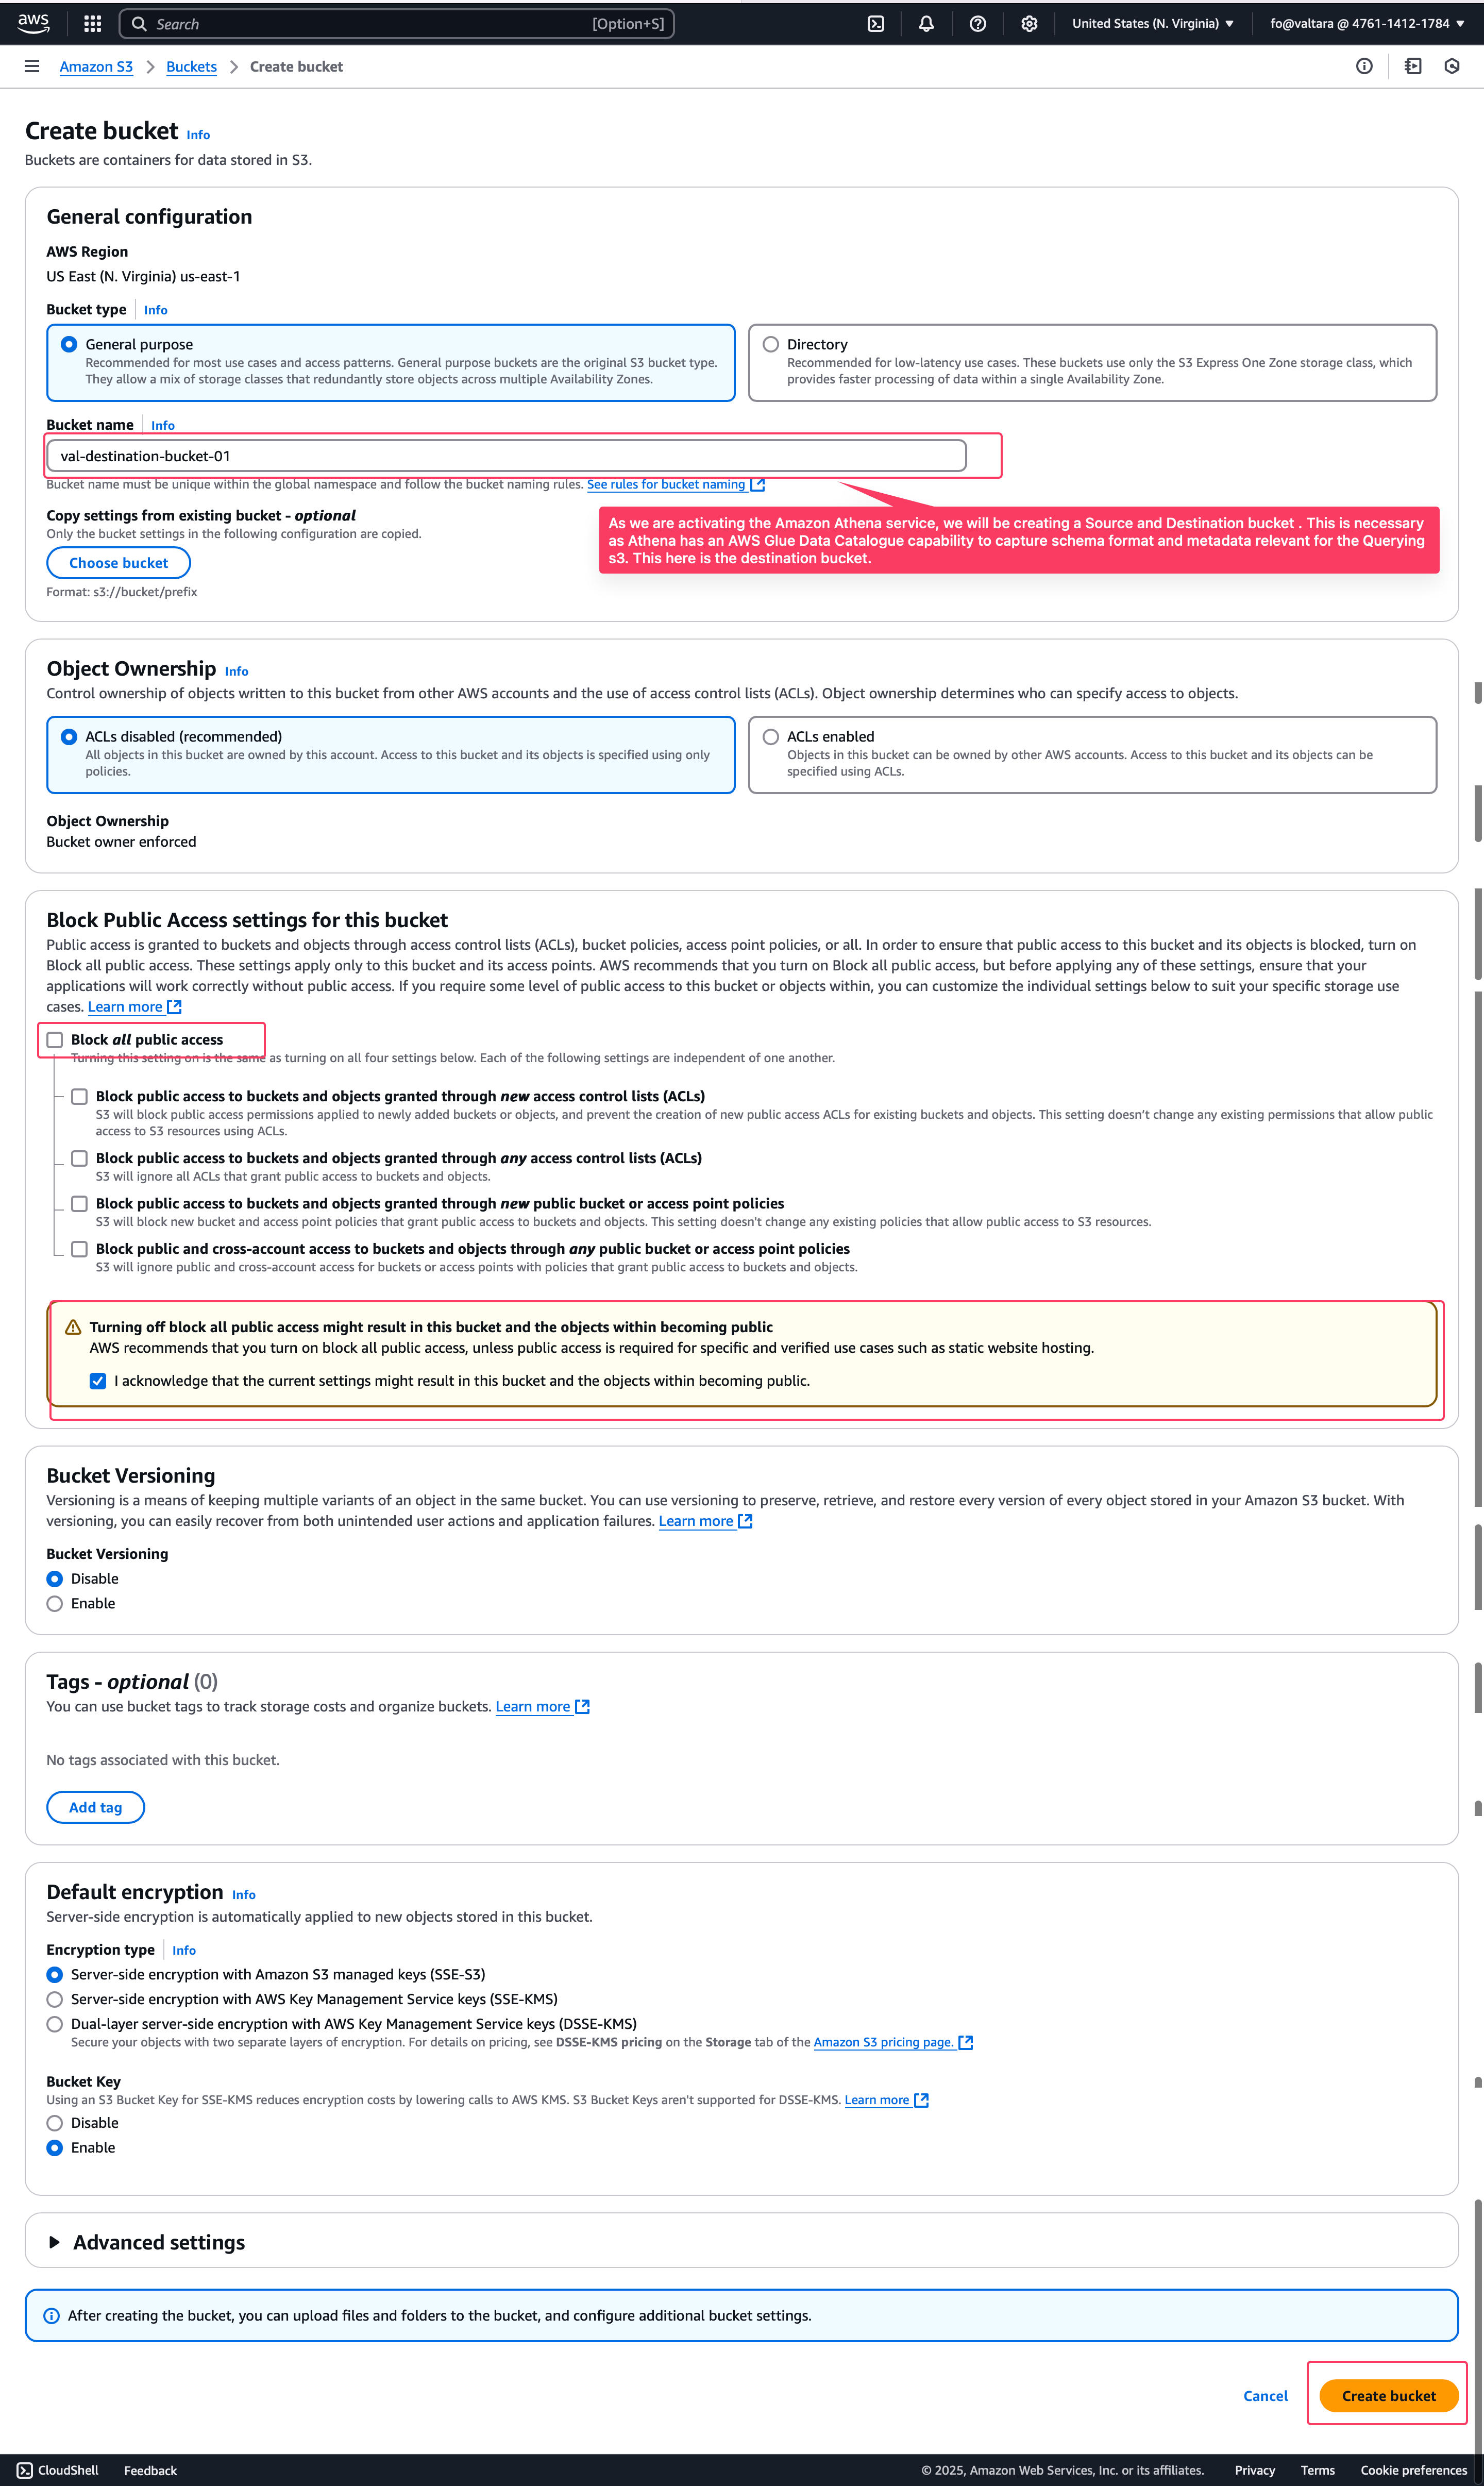 aws
Search [Option+S]
United States (N. Virginia) ▼
fo@valtara @ 4761-1412-1784 ▼
Amazon S3 > Buckets > Create bucket
Create bucket Info
Buckets are containers for data stored in S3.
General configuration
AWS Region
US East (N. Virginia) us-east-1
Bucket type Info
General purpose
Recommended for most use cases and access patterns. General purpose buckets are the original S3 bucket type.
They allow a mix of storage classes that redundantly store objects across multiple Availability Zones.
Directory
Recommended for low-latency use cases. These buckets use only the S3 Express One Zone storage class, which
provides faster processing of data within a single Availability Zone.
Bucket name Info
val-destination-bucket-01
Bucket name must be unique within the global namespace and follow the bucket naming rules. See rules for bucket naming
As we are activating the Amazon Athena service, we will be creating a Source and Destination bucket . This is necessary
as Athena has an AWS Glue Data Catalogue capability to capture schema format and metadata relevant for the Querying
s3. This here is the destination bucket.
Copy settings from existing bucket - optional
Only the bucket settings in the following configuration are copied.
Choose bucket
Format: s3://bucket/prefix
Object Ownership Info
Control ownership of objects written to this bucket from other AWS accounts and the use of access control lists (ACLs). Object ownership determines who can specify access to objects.
ACLs disabled (recommended)
All objects in this bucket are owned by this account. Access to this bucket and its objects is specified using only
policies.
ACLs enabled
Objects in this bucket can be owned by other AWS accounts. Access to this bucket and its objects can be
specified using ACLs.
Object Ownership
Bucket owner enforced
Block Public Access settings for this bucket
Public access is granted to buckets and objects through access control lists (ACLs), bucket policies, access point policies, or all. In order to ensure that public access to this bucket and its objects is blocked, turn on
Block all public access. These settings apply only to this bucket and its access points. AWS recommends that you turn on Block all public access, but before applying any of these settings, ensure that your
applications will work correctly without public access. If you require some level of public access to this bucket or objects within, you can customize the individual settings below to suit your specific storage use
cases. Learn more
Block all public access
Turning this setting on is the same as turning on all four settings below. Each of the following settings are independent of one another.
Block public access to buckets and objects granted through new access control lists (ACLs)
S3 will block public access permissions applied to newly added buckets or objects, and prevent the creation of new public access ACLs for existing buckets and objects. This setting doesn’t change any existing permissions that allow public
access to S3 resources using ACLs.
Block public access to buckets and objects granted through any access control lists (ACLs)
S3 will ignore all ACLs that grant public access to buckets and objects.
Block public access to buckets and objects granted through new public bucket or access point policies
S3 will block new bucket and access point policies that grant public access to buckets and objects. This setting doesn't change any existing policies that allow public access to S3 resources.
Block public and cross-account access to buckets and objects through any public bucket or access point policies
S3 will ignore public and cross-account access for buckets or access points with policies that grant public access to buckets and objects.
Turning off block all public access might result in this bucket and the objects within becoming public
AWS recommends that you turn on block all public access, unless public access is required for specific and verified use cases such as static website hosting.
I acknowledge that the current settings might result in this bucket and the objects within becoming public.
Bucket Versioning
Versioning is a means of keeping multiple variants of an object in the same bucket. You can use versioning to preserve, retrieve, and restore every version of every object stored in your Amazon S3 bucket. With
versioning, you can easily recover from both unintended user actions and application failures. Learn more
Bucket Versioning
Disable
Enable
Tags - optional (0)
You can use bucket tags to track storage costs and organize buckets. Learn more
No tags associated with this bucket.
Add tag
Default encryption Info
Server-side encryption is automatically applied to new objects stored in this bucket.
Encryption type Info
Server-side encryption with Amazon S3 managed keys (SSE-S3)
Server-side encryption with AWS Key Management Service keys (SSE-KMS)
Dual-layer server-side encryption with AWS Key Management Service keys (DSSE-KMS)
Secure your objects with two separate layers of encryption. For details on pricing, see DSSE-KMS pricing on the Storage tab of the Amazon S3 pricing page.
Bucket Key
Using an S3 Bucket Key for SSE-KMS reduces encryption costs by lowering calls to AWS KMS. S3 Bucket Keys aren't supported for DSSE-KMS. Learn more
Disable
Enable
Advanced settings
After creating the bucket, you can upload files and folders to the bucket, and configure additional bucket settings.
Cancel
Create bucket
CloudShell Feedback
© 2025, Amazon Web Services, Inc. or its affiliates. Privacy Terms Cookie preferences